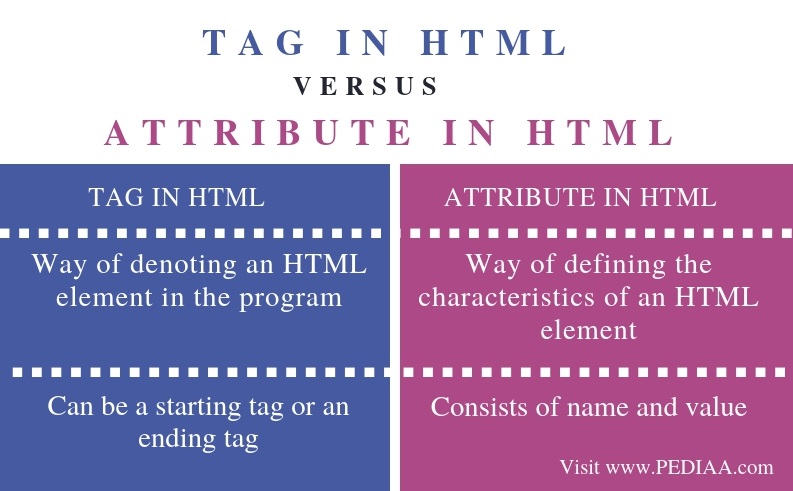 TAG IN HTML
VERSUS
ATTRIBUTE IN HTML
TAG IN HTML
Way of denoting an HTML
element in the program
Can be a starting tag or an
ending tag
ATTRIBUTE IN HTML
Way of defining the
characteristics of an HTML
element
Consists of name and value
Visit www.PEDIAA.com